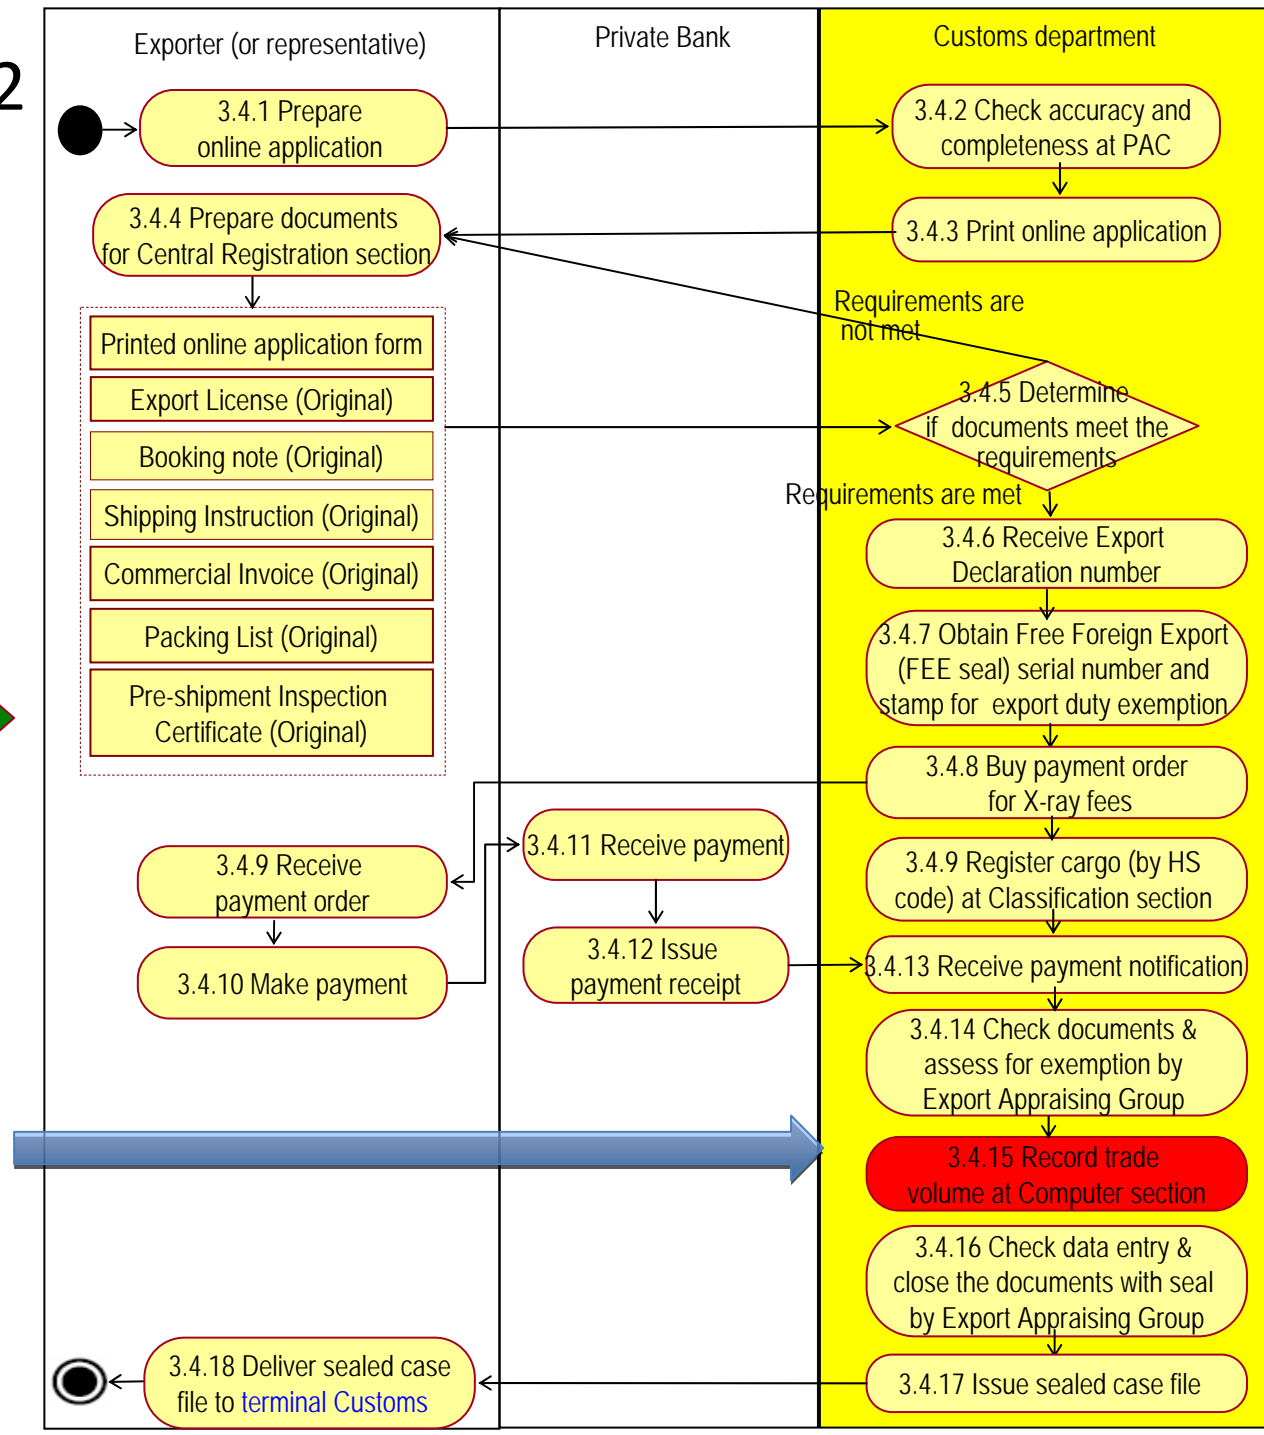 2
Exporter (or representative)
Private Bank
Customs department
3.4.1 Prepare
online application
3.4.2 Check accuracy and
completeness at PAC
3.4.4 Prepare documents
for Central Registration section
3.4.3 Print online application
Requirements are
not met
Printed online application form
Export License (Original)
Booking note (Original)
Shipping Instruction (Original)
Commercial Invoice (Original)
Packing List (Original)
Pre-shipment Inspection
Certificate (Original)
3.4.5 Determine
if documents meet the
requirements
Requirements are met
3.4.6 Receive Export
Declaration number
3.4.7 Obtain Free Foreign Export
(FEE seal) serial number and
stamp for export duty exemption
3.4.8 Buy payment order
for X-ray fees
3.4.9 Receive
payment order
3.4.11 Receive payment
3.4.9 Register cargo (by HS
code) at Classification section
3.4.10 Make payment
3.4.12 Issue
payment receipt
3.4.13 Receive payment notification
3.4.14 Check documents &
assess for exemption by
Export Appraising Group
3.4.15 Record trade
volume at Computer section
3.4.16 Check data entry &
close the documents with seal
by Export Appraising Group
3.4.18 Deliver sealed case
file to terminal Customs
3.4.17 Issue sealed case file